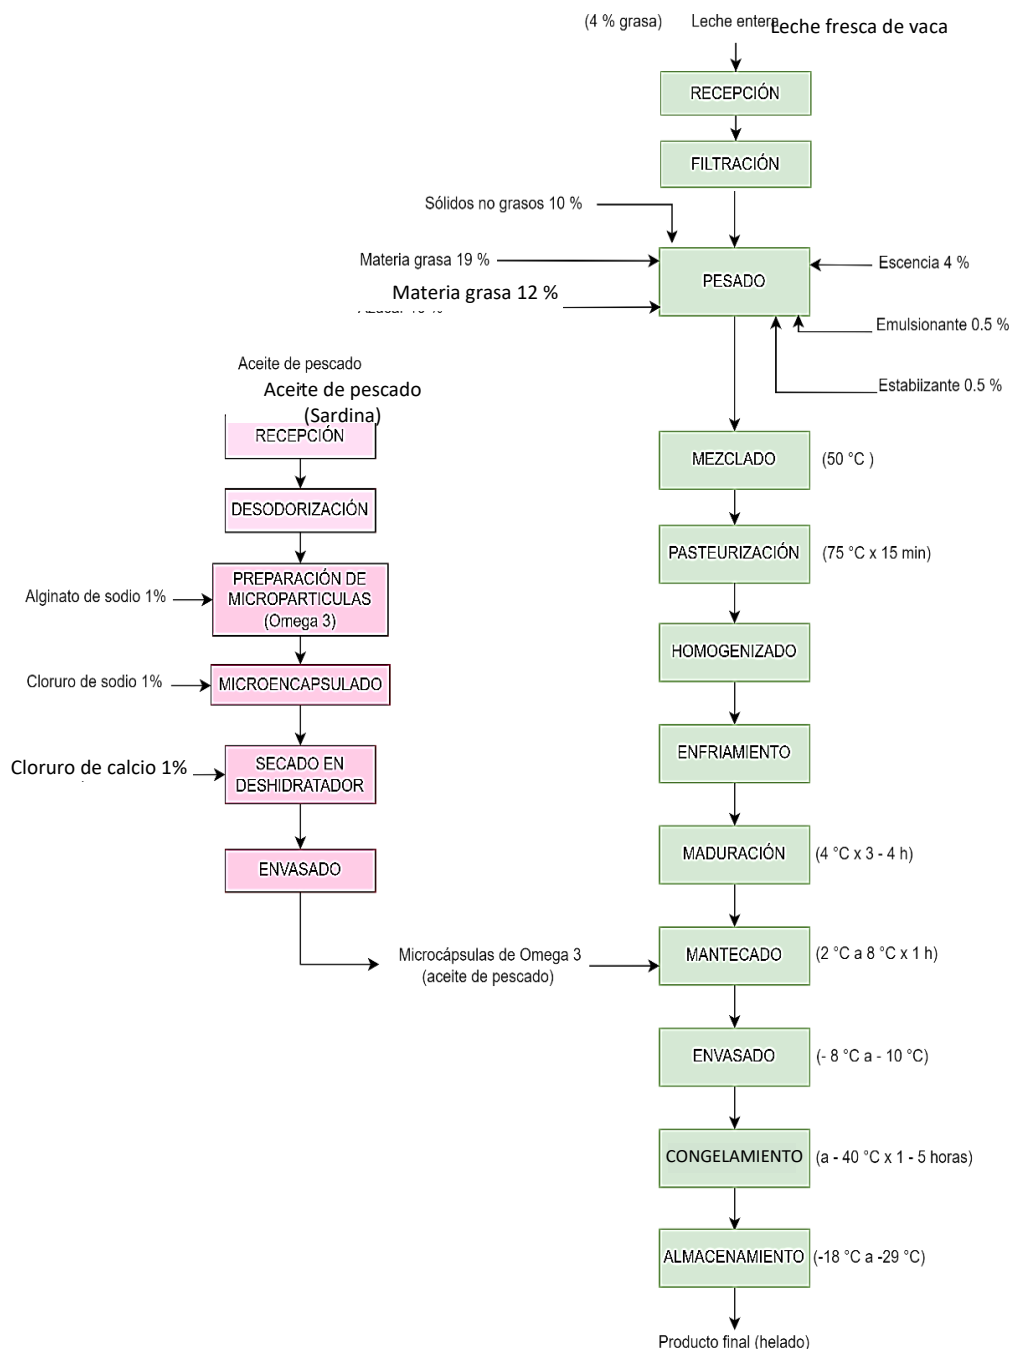 (4 % grasa) Leche entera
Leche fresca de vaca
RECEPCIÓN
FILTRACIÓN
Sólidos no grasos 10 %
Materia grasa 19 %
Materia grasa 12 %
PESADO
Escencia 4 %
Emulsionante 0.5 %
Estabiizante 0.5 %
Aceite de pescado
Aceite de pescado
(Sardina)
RECEPCIÓN
DESODORIZACIÓN
Alginato de sodio 1%
PREPARACIÓN DE
MICROPARTICULAS
(Omega 3)
Cloruro de sodio 1%
MICROENCAPSULADO
Cloruro de calcio 1%
SECADO EN
DESHIDRATADOR
ENVASADO
Microcápsulas de Omega 3
(aceite de pescado)
MEZCLADO (50 °C )
PASTEURIZACIÓN (75 °C x 15 min)
HOMOGENIZADO
ENFRIAMIENTO
MADURACIÓN (4 °C x 3 - 4 h)
MANTECADO (2 °C a 8 °C x 1 h)
ENVASADO (- 8 °C a - 10 °C)
CONGELAMIENTO (a - 40 °C x 1 - 5 horas)
ALMACENAMIENTO (-18 °C a -29 °C)
Producto final (helado)